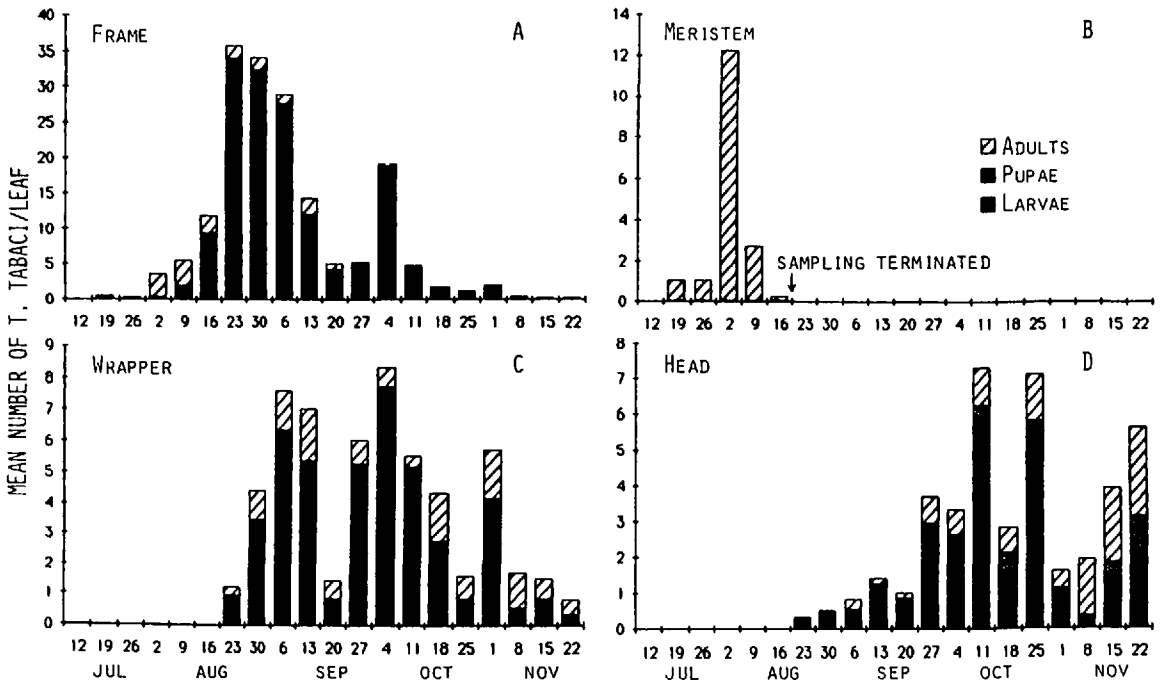 MEAN NUMBER OF T. TABACI/LEAF
FRAME
A
40
35
30
25
20
15
10
5
0
12 19 26 2 9 16 23 30 6 13 20 27 4 11 18 25 1 8 15 22
MERISTEM
B
14
12
10
8
6
4
2
0
ADULTS
PUPAE
LARVAE
SAMPLING TERMINATED
12 19 26 2 9 16 23 30 6 13 20 27 4 11 18 25 1 8 15 22
WRAPPER
C
9
8
7
6
5
4
3
2
1
0
12 19 26 2 9 16 23 30 6 13 20 27 4 11 18 25 1 8 15 22
JUL AUG SEP OCT NOV
HEAD
D
8
7
6
5
4
3
2
1
0
12 19 26 2 9 16 23 30 6 13 20 27 4 11 18 25 1 8 15 22
JUL AUG SEP OCT NOV